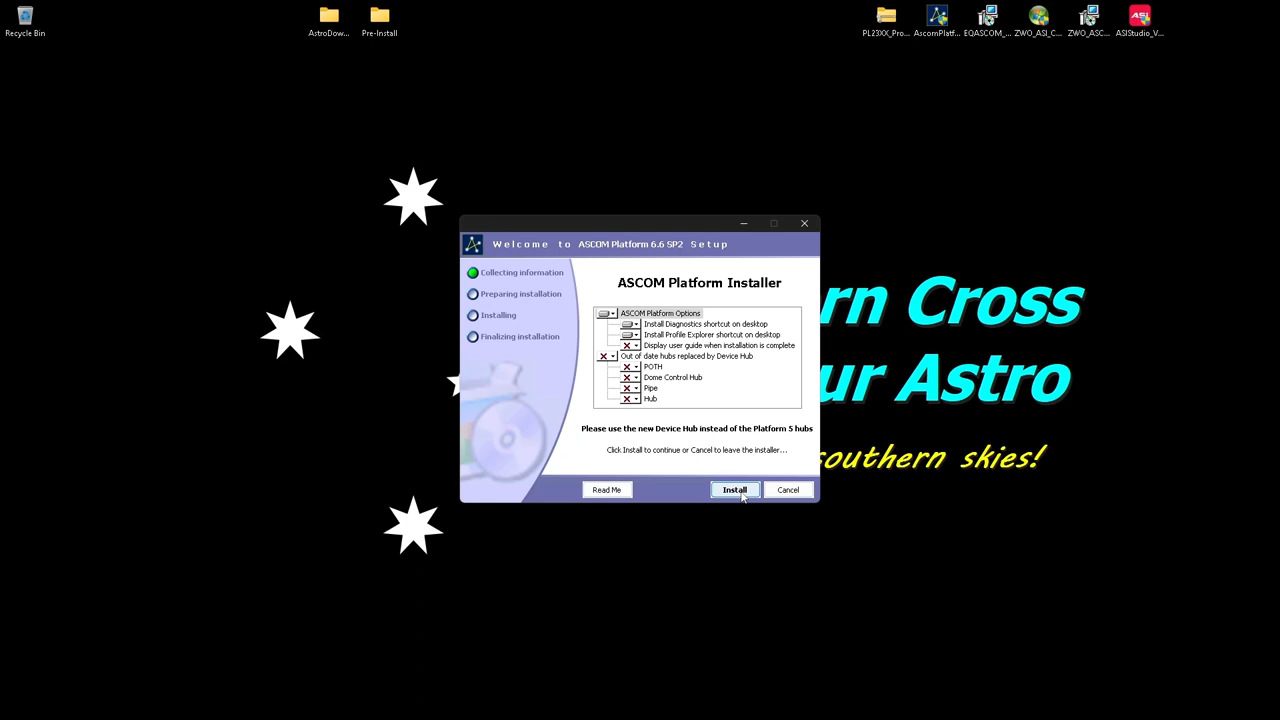 Recycle Bin
AstroDow...
Pre-Install
PL23XX_Pro...
AscomPlatf...
EQASCOM_...
ZWO_ASI_C...
ZWO_ASC...
ASIStudio_V...
Welcome to ASCOM Platform 6.6 SP2 Setup
Collecting information
Preparing installation
Installing
Finalizing installation
ASCOM Platform Installer
ASCOM Platform Options
Install Diagnostics shortcut on desktop
Install Profile Explorer shortcut on desktop
Display user guide when installation is complete
Out of date hubs replaced by Device Hub
POTH
Dome Control Hub
Pipe
Hub
Please use the new Device Hub instead of the Platform 5 hubs
Click Install to continue or Cancel to leave the installer...
Read Me
Install
Cancel
rn Cross
ur Astro
southern skies!
ASI